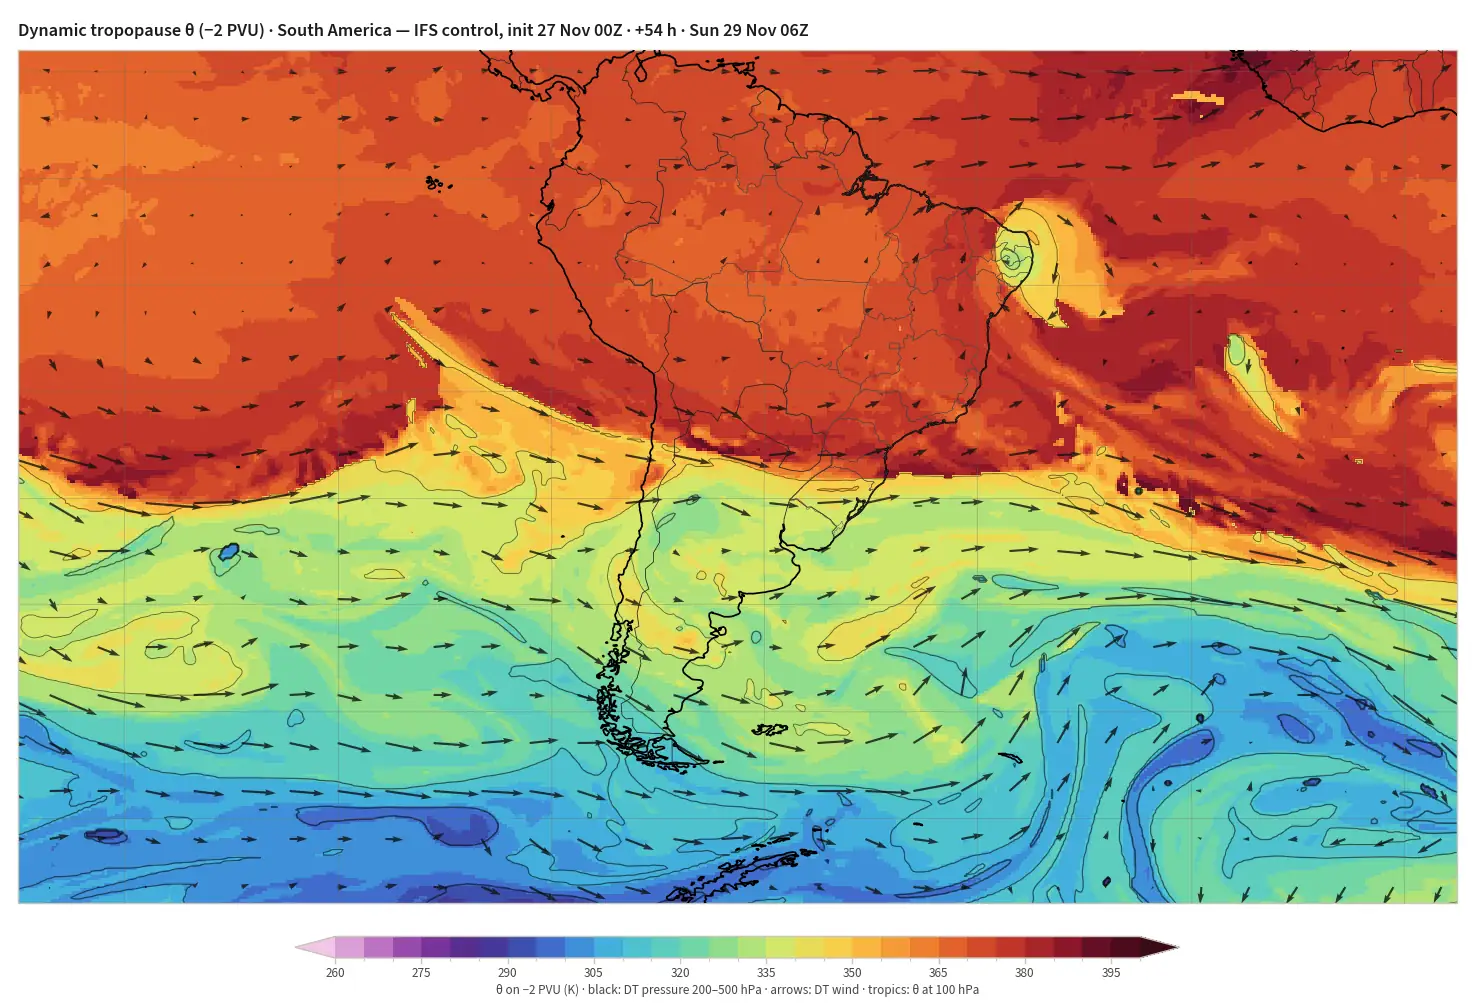 Dynamic tropopause θ (−2 PVU) · South America — IFS control, init 27 Nov 00Z · +54 h · Sun 29 Nov 06Z
260 275 290 305 320 335 350 365 380 395
θ on −2 PVU (K) · black: DT pressure 200–500 hPa · arrows: DT wind · tropics: θ at 100 hPa